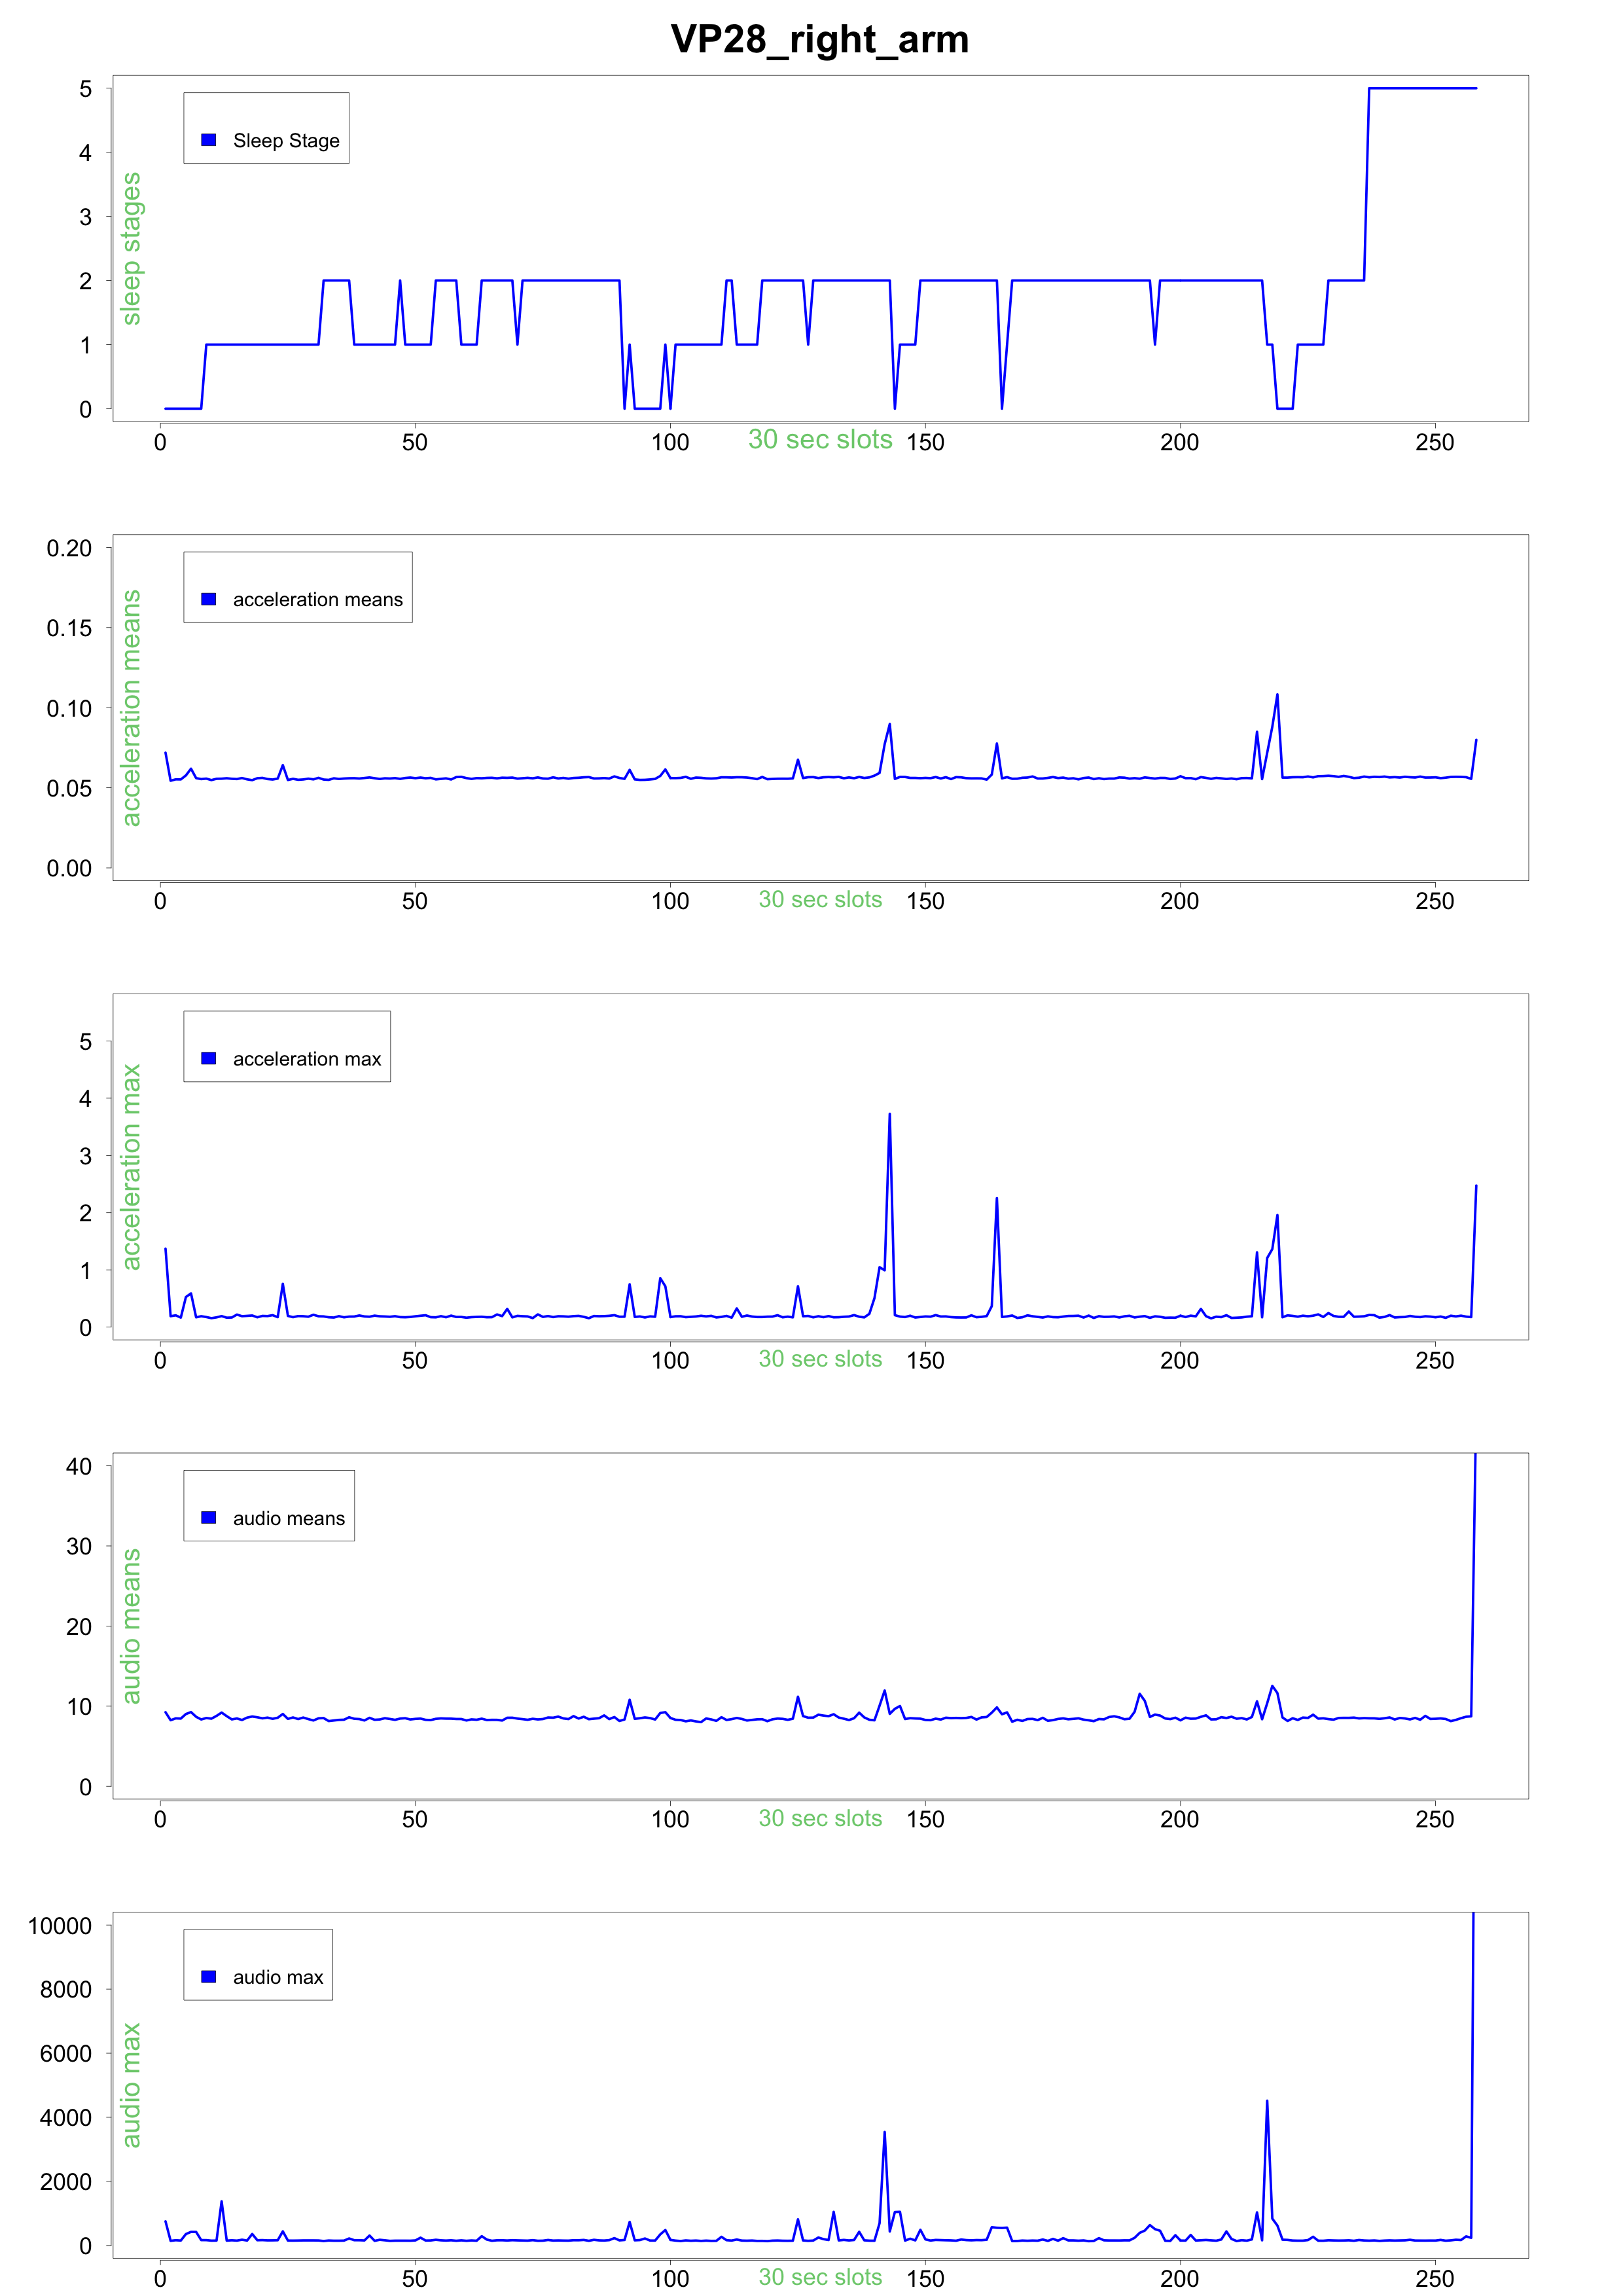 VP28_right_arm
5
4
3
2
1
0
sleep stages
Sleep Stage
0 50 100 150 200 250
30 sec slots
0.20
0.15
0.10
0.05
0.00
acceleration means
acceleration means
0 50 100 150 200 250
30 sec slots
5
4
3
2
1
0
acceleration max
acceleration max
0 50 100 150 200 250
30 sec slots
40
30
20
10
0
audio means
audio means
0 50 100 150 200 250
30 sec slots
10000
8000
6000
4000
2000
0
audio max
audio max
0 50 100 150 200 250
30 sec slots